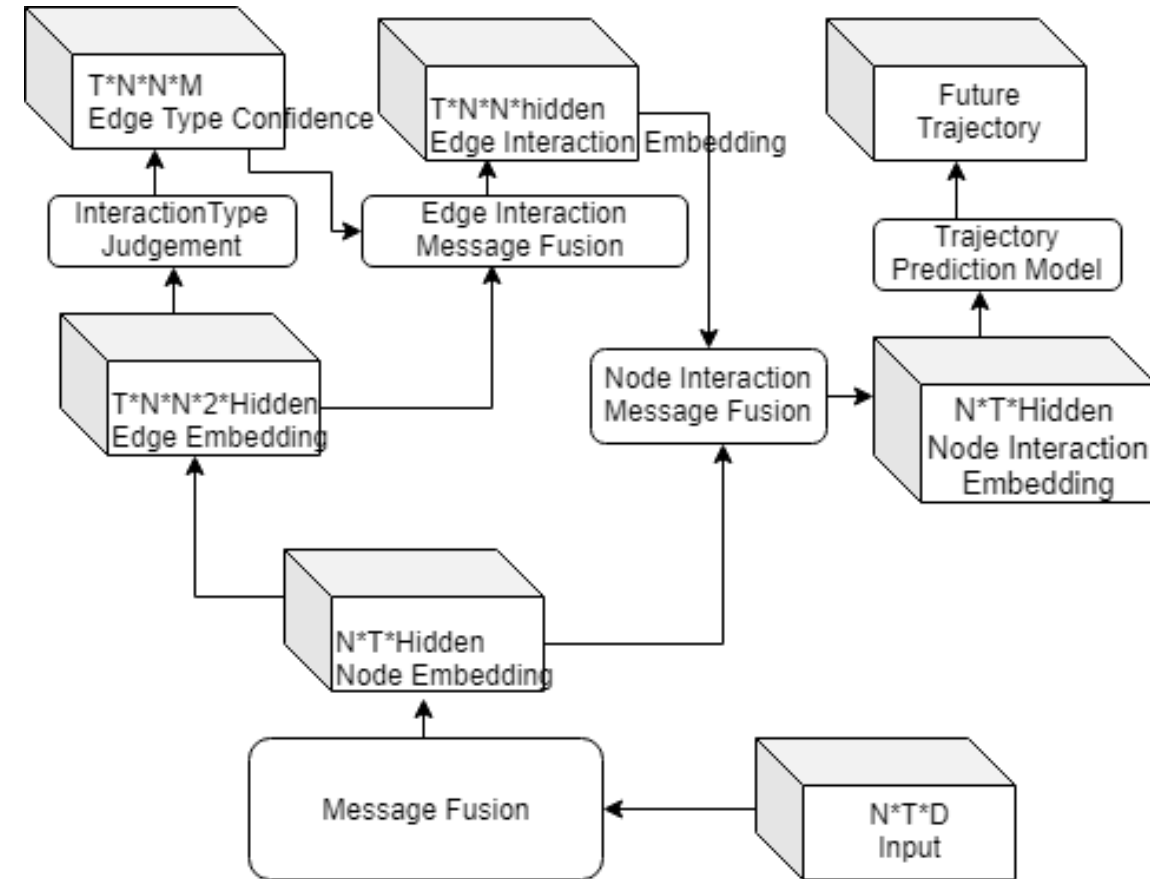 T*N*N*M
Edge Type Confidence
T*N*N*hidden
Edge Interaction Embedding
Future
Trajectory
InteractionType
Judgement
Edge Interaction
Message Fusion
Trajectory
Prediction Model
T*N*N*2*Hidden
Edge Embedding
Node Interaction
Message Fusion
N*T*Hidden
Node Interaction
Embedding
N*T*Hidden
Node Embedding
Message Fusion
N*T*D
Input